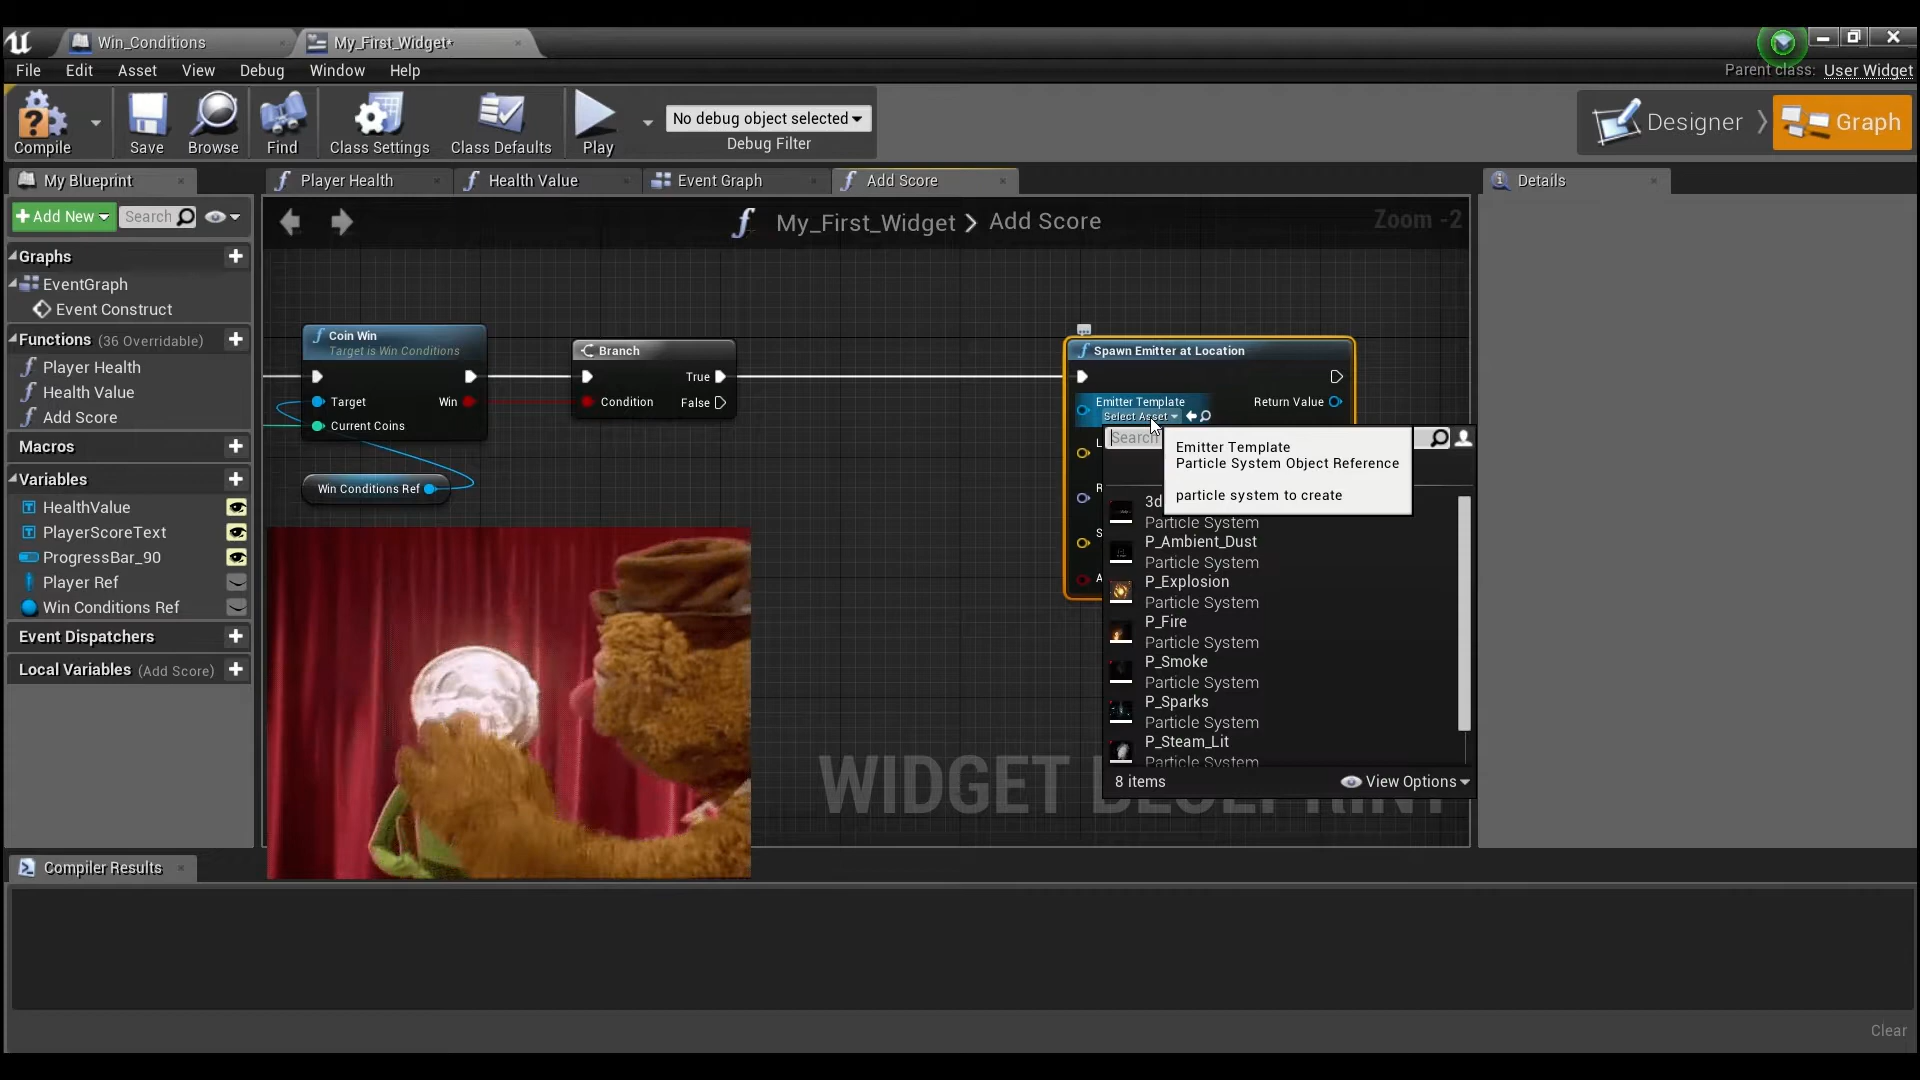 Win_Conditions
My_First_Widget*
File Edit Asset View Debug Window Help
Parent class: User Widget
Compile
Save
Browse
Find
Class Settings
Class Defaults
Play
No debug object selected
Debug Filter
Designer
Graph
My Blueprint
Player Health
Health Value
Event Graph
Add Score
Details
Add New
Search
My_First_Widget > Add Score
Zoom -2
Graphs
EventGraph
Event Construct
Functions (36 Overridable)
Player Health
Health Value
Add Score
Macros
Variables
HealthValue
PlayerScoreText
ProgressBar_90
Player Ref
Win Conditions Ref
Event Dispatchers
Local Variables (Add Score)
Coin Win
Target is Win Conditions
Target
Win
Current Coins
Win Conditions Ref
Branch
True
Condition
False
Spawn Emitter at Location
Emitter Template
Select Asset
Return Value
L
R
S
A
Search
Emitter Template
Particle System Object Reference
particle system to create
3d
Particle System
P_Ambient_Dust
Particle System
P_Explosion
Particle System
P_Fire
Particle System
P_Smoke
Particle System
P_Sparks
Particle System
P_Steam_Lit
Particle System
8 items
View Options
WIDGET BLUEPRINT
Compiler Results
Clear